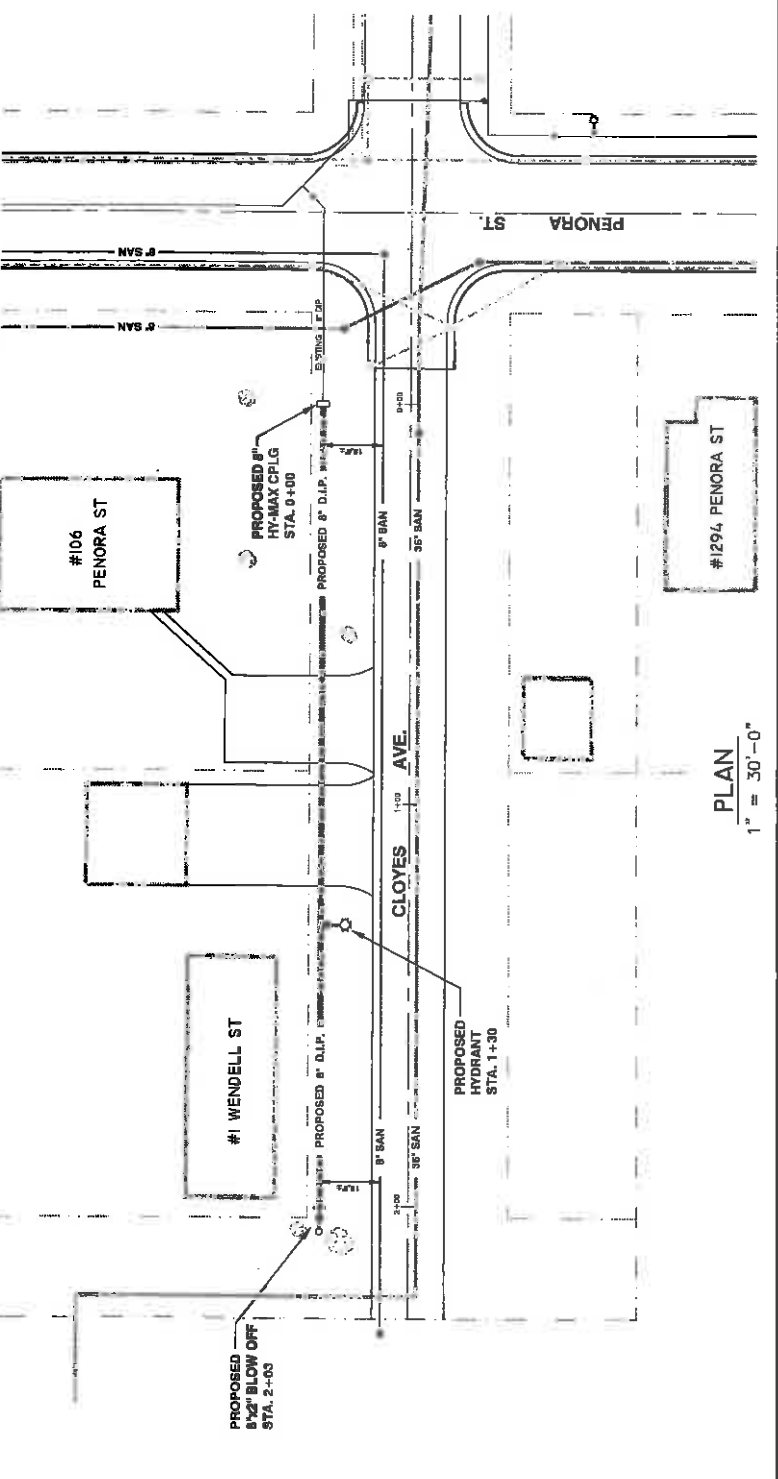 PENORA ST.
8" SAN
8" SAN
EXISTING
DIP
PROPOSED 8"
HY-MAX CPLG
STA. 0+00
#106
PENORA ST
PROPOSED 8" D.I.P.
0+00
8" SAN
36" SAN
#1294 PENORA ST
CLOYES AVE.
1+00
PROPOSED
HYDRANT
STA. 1+30
#1 WENDELL ST
PROPOSED 8" D.I.P.
8" SAN
36" SAN
2+00
PROPOSED
8"x2" BLOW OFF
STA. 2+03
PLAN
1" = 30'-0"